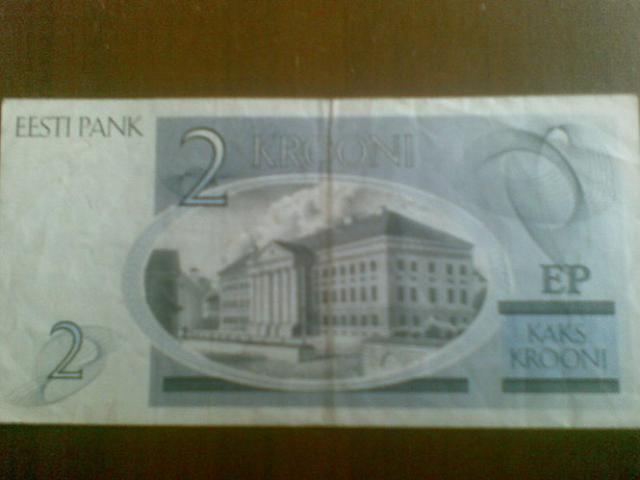 EESTI PANK
2 KROONI
EP
KAKS
KROONI
2